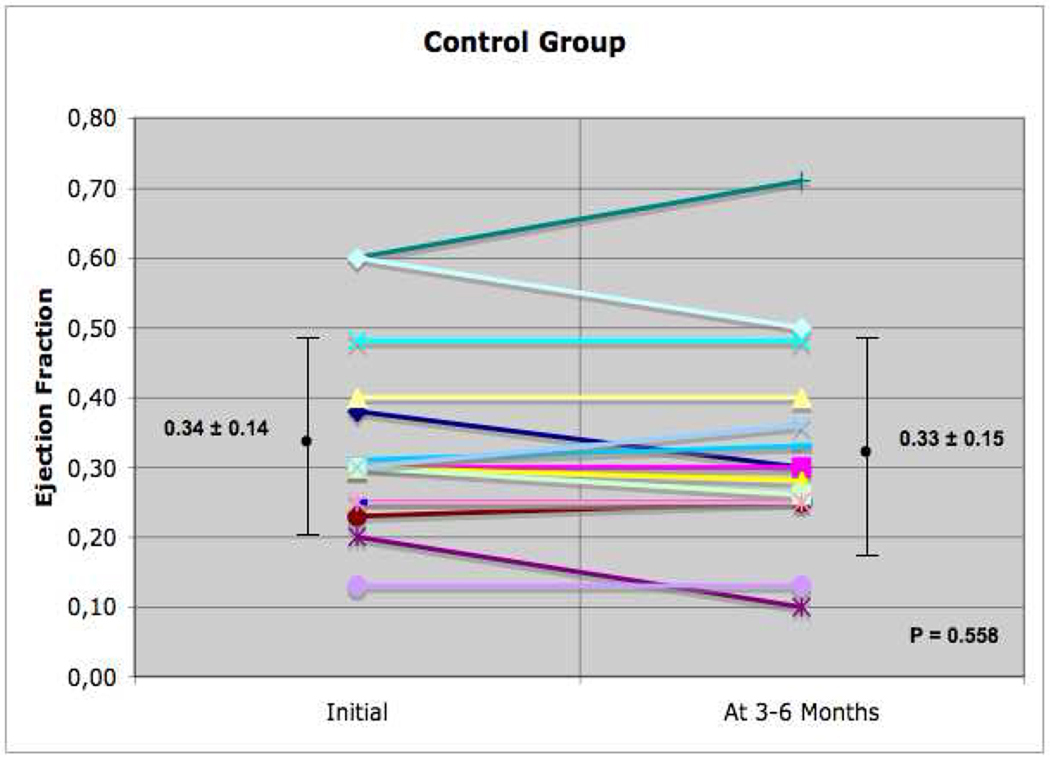 Control Group
0,80
0,70
0,60
0,50
0,40
0,30
0,20
0,10
0,00
Ejection Fraction
0.34 ± 0.14
0.33 ± 0.15
P = 0.558
Initial
At 3-6 Months